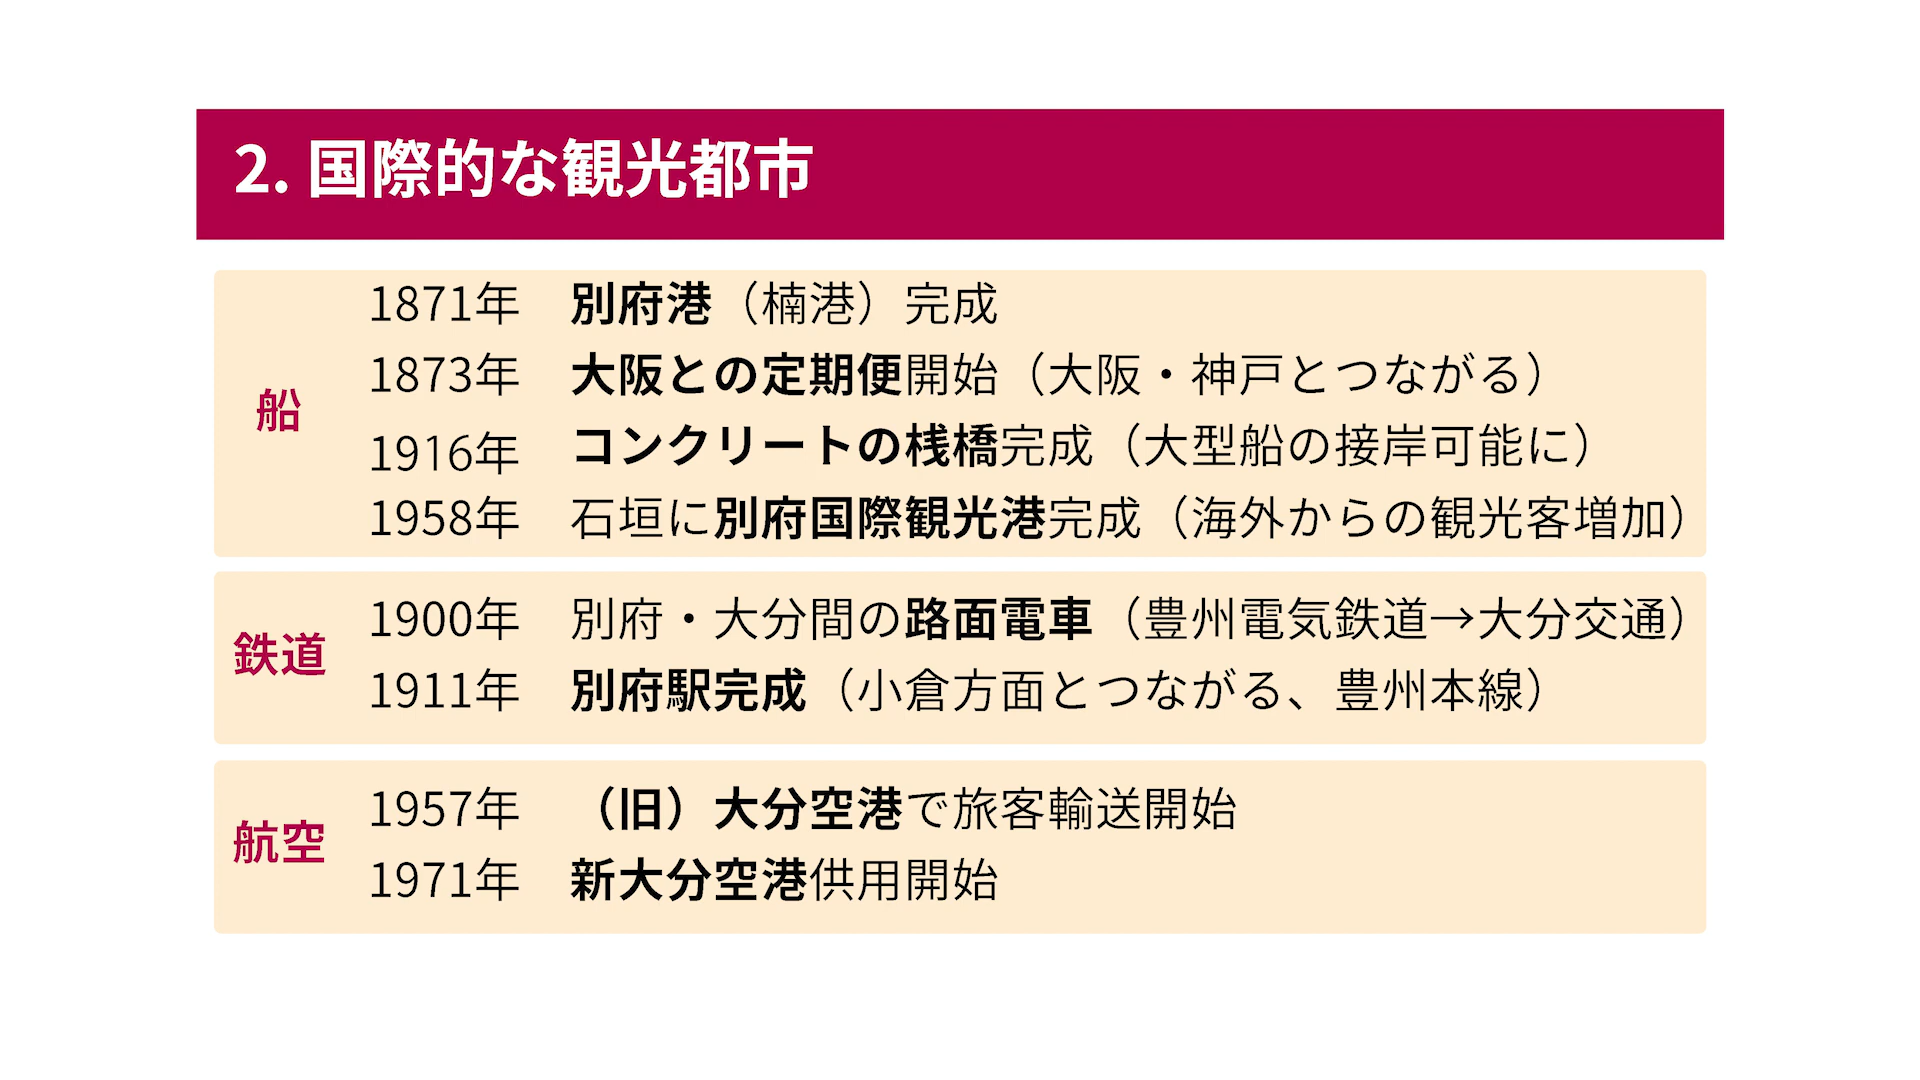 2. 国際的な観光都市
船
1871年 別府港（楠港）完成
1873年 大阪との定期便開始（大阪・神戸とつながる）
1916年 コンクリートの桟橋完成（大型船の接岸可能に）
1958年 石垣に別府国際観光港完成（海外からの観光客増加）
鉄道
1900年 別府・大分間の路面電車（豊州電気鉄道→大分交通）
1911年 別府駅完成（小倉方面とつながる、豊州本線）
航空
1957年 （旧）大分空港で旅客輸送開始
1971年 新大分空港供用開始